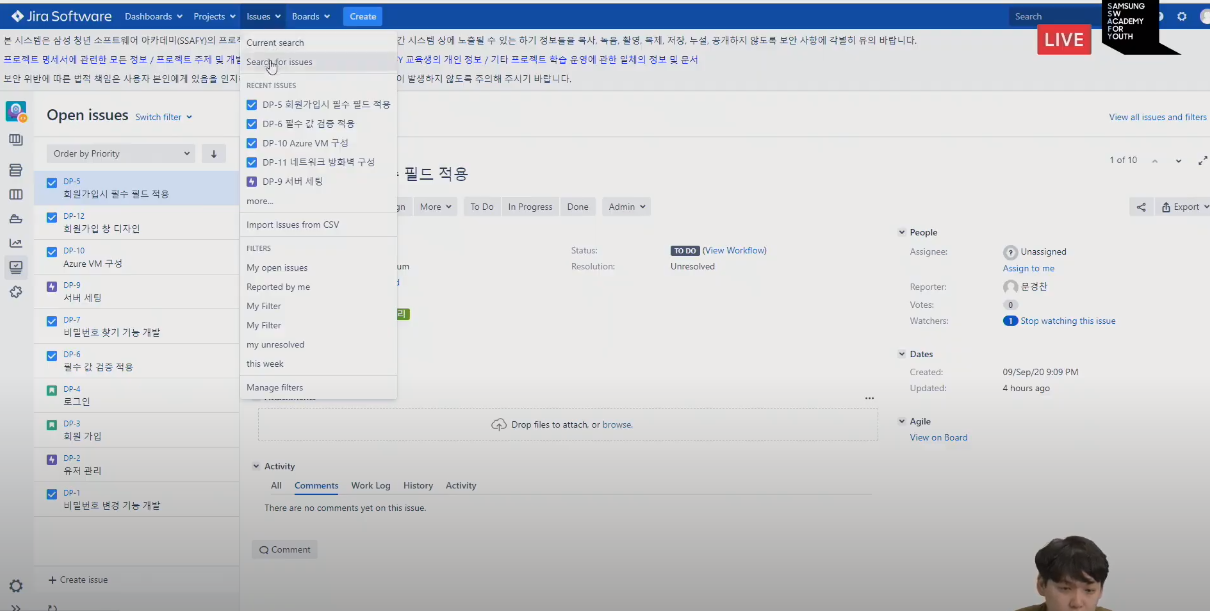 Jira Software
Dashboards
Projects
Issues
Boards
Create
Search
SAMSUNG
SW
ACADEMY
FOR
YOUTH
LIVE
본 시스템은 삼성 청년 소프트웨어 아카데미(SSAFY)의 프로
간 시스템 상에 노출될 수 있는 하기 정보들을 복사, 녹음, 촬영, 복제, 저장, 누설, 공개하지 않도록 보안 사항에 각별히 유의 바랍니다.
프로젝트 명세서에 관련한 모든 정보 / 프로젝트 주제 및 개발
Y 교육생의 개인 정보 / 기타 프로젝트 학습 운영에 관한 일체의 정보 및 문서
보안 위반에 따른 법적 책임은 사용자 본인에게 있음을 인지
이 발생하지 않도록 주의해 주시기 바랍니다.
Current search
Search for issues
RECENT ISSUES
DP-5 회원가입시 필수 필드 적용
DP-6 필수 값 검증 적용
DP-10 Azure VM 구성
DP-11 네트워크 방화벽 구성
DP-9 서버 세팅
more...
Import issues from CSV
FILTERS
My open issues
Reported by me
My Filter
My Filter
my unresolved
this week
Manage filters
Open issues
Switch filter
View all issues and filters
Order by Priority
DP-5
회원가입시 필수 필드 적용
DP-12
회원가입 창 디자인
DP-10
Azure VM 구성
DP-9
서버 세팅
DP-7
비밀번호 찾기 기능 개발
DP-6
필수 값 검증 적용
DP-4
로그인
DP-3
회원 가입
DP-2
유저 관리
DP-1
비밀번호 변경 기능 개발
Create issue
1 of 10
필드 적용
gn
More
To Do
In Progress
Done
Admin
Export
um
Status:
TO DO
(View Workflow)
Resolution:
Unresolved
리
People
Assignee:
Unassigned
Assign to me
Reporter:
문경찬
Votes:
0
Watchers:
1
Stop watching this issue
Dates
Created:
09/Sep/20 9:09 PM
Updated:
4 hours ago
Agile
View on Board
Drop files to attach, or browse.
Activity
All
Comments
Work Log
History
Activity
There are no comments yet on this issue.
Comment